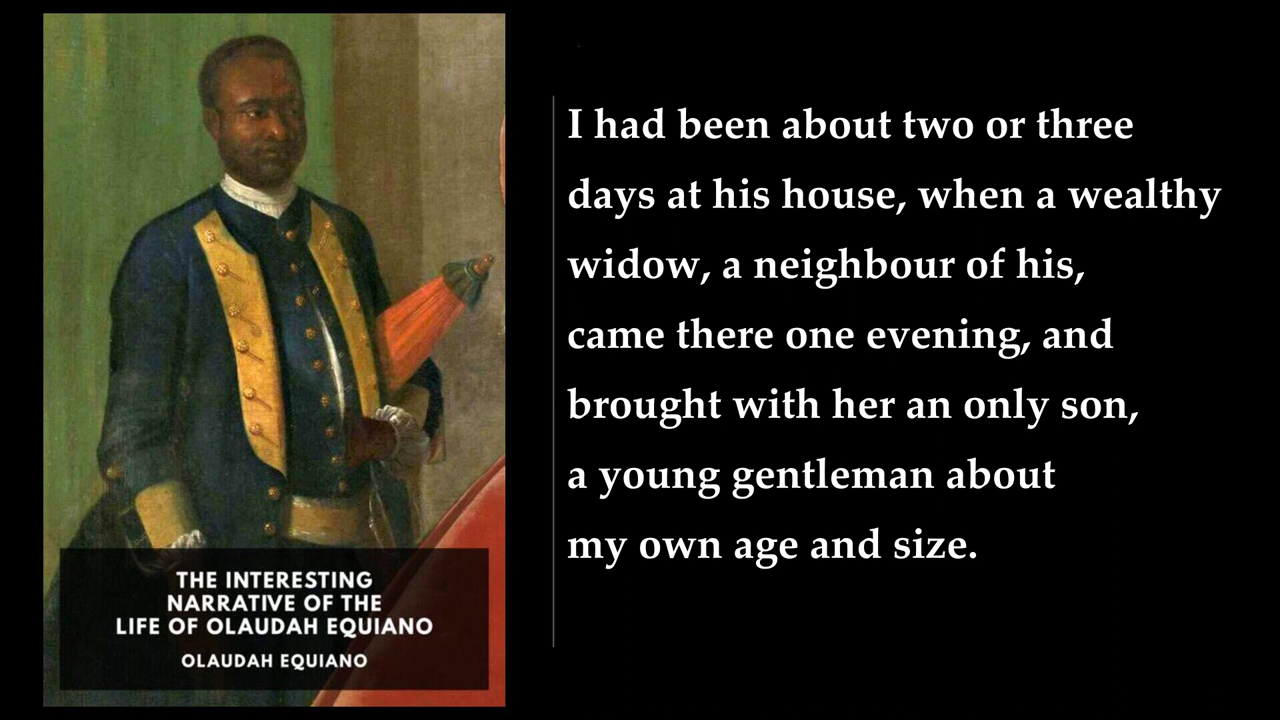 THE INTERESTING
NARRATIVE OF THE
LIFE OF OLAUDAH EQUIANO
OLAUDAH EQUIANO
I had been about two or three
days at his house, when a wealthy
widow, a neighbour of his,
came there one evening, and
brought with her an only son,
a young gentleman about
my own age and size.